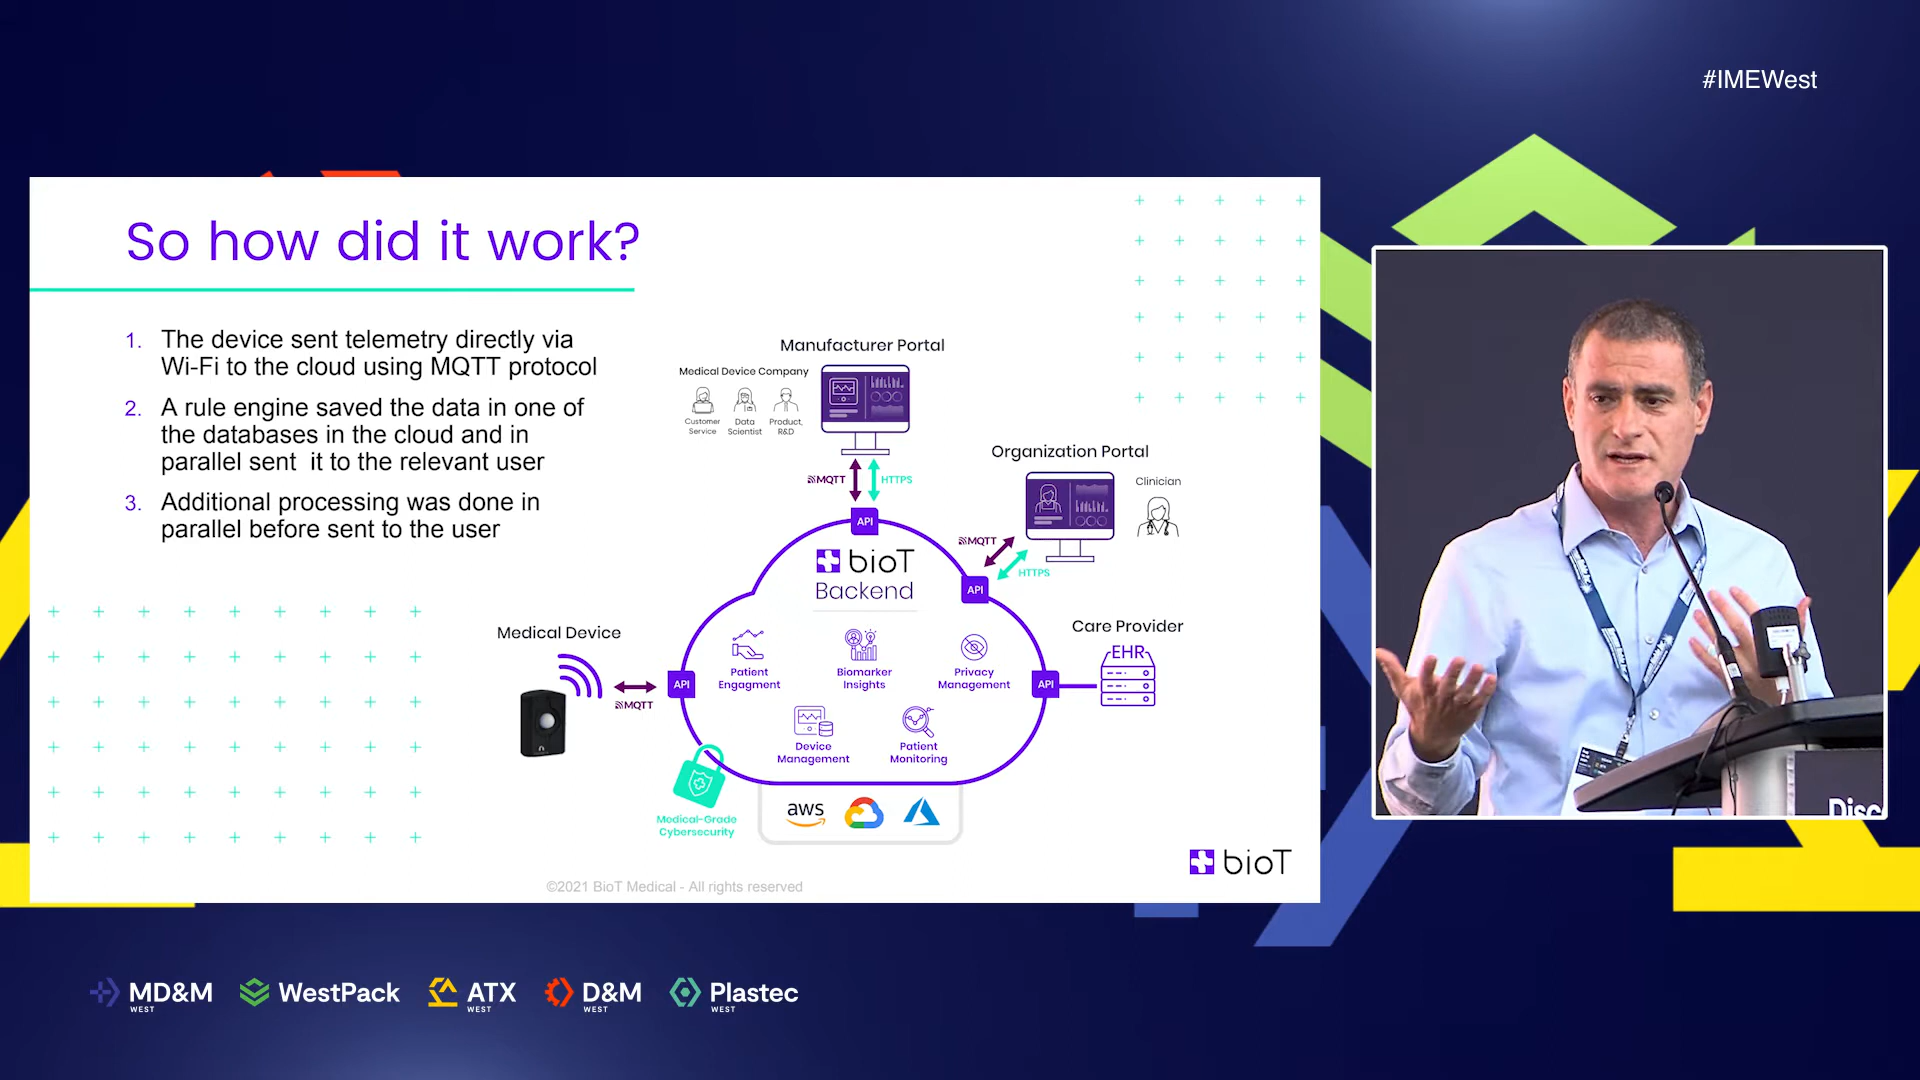 #IMEWest
So how did it work?
1. The device sent telemetry directly via
Wi-Fi to the cloud using MQTT protocol
2. A rule engine saved the data in one of
the databases in the cloud and in
parallel sent it to the relevant user
3. Additional processing was done in
parallel before sent to the user
Manufacturer Portal
Medical Device Company
Customer
Service
Data
Scientist
Product,
R&D
MQTT
HTTPS
API
Organization Portal
Clinician
MQTT
HTTPS
API
bioT
Backend
Medical Device
MQTT
API
Patient
Engagment
Biomarker
Insights
Privacy
Management
Device
Management
Patient
Monitoring
API
Care Provider
EHR
Medical-Grade
Cybersecurity
aws
bioT
©2021 BioT Medical - All rights reserved
Disc
MD&M
WEST
WestPack
ATX
WEST
D&M
WEST
Plastec
WEST